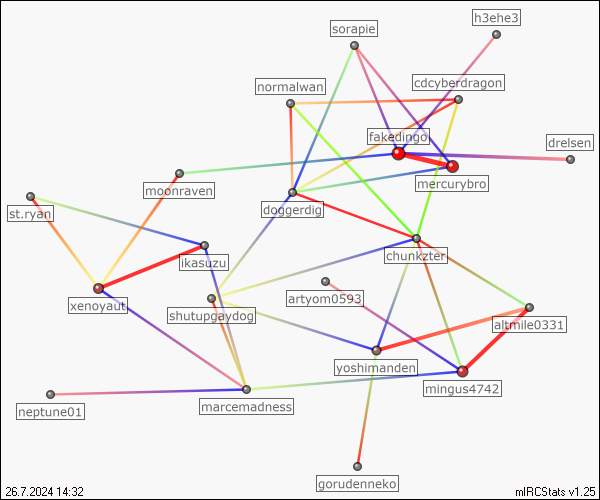 h3ehe3
sorapie
normalwan
cdcyberdragon
fakedingo
drelsen
moonraven
mercurybro
st.ryan
doggerdig
ikasuzu
chunkzter
xenoyaut
artyom0593
shutupgaydog
altmile0331
yoshimanden
mingus4742
neptune01
marcemadness
gorudenneko
26.7.2024 14:32
mIRCStats v1.25